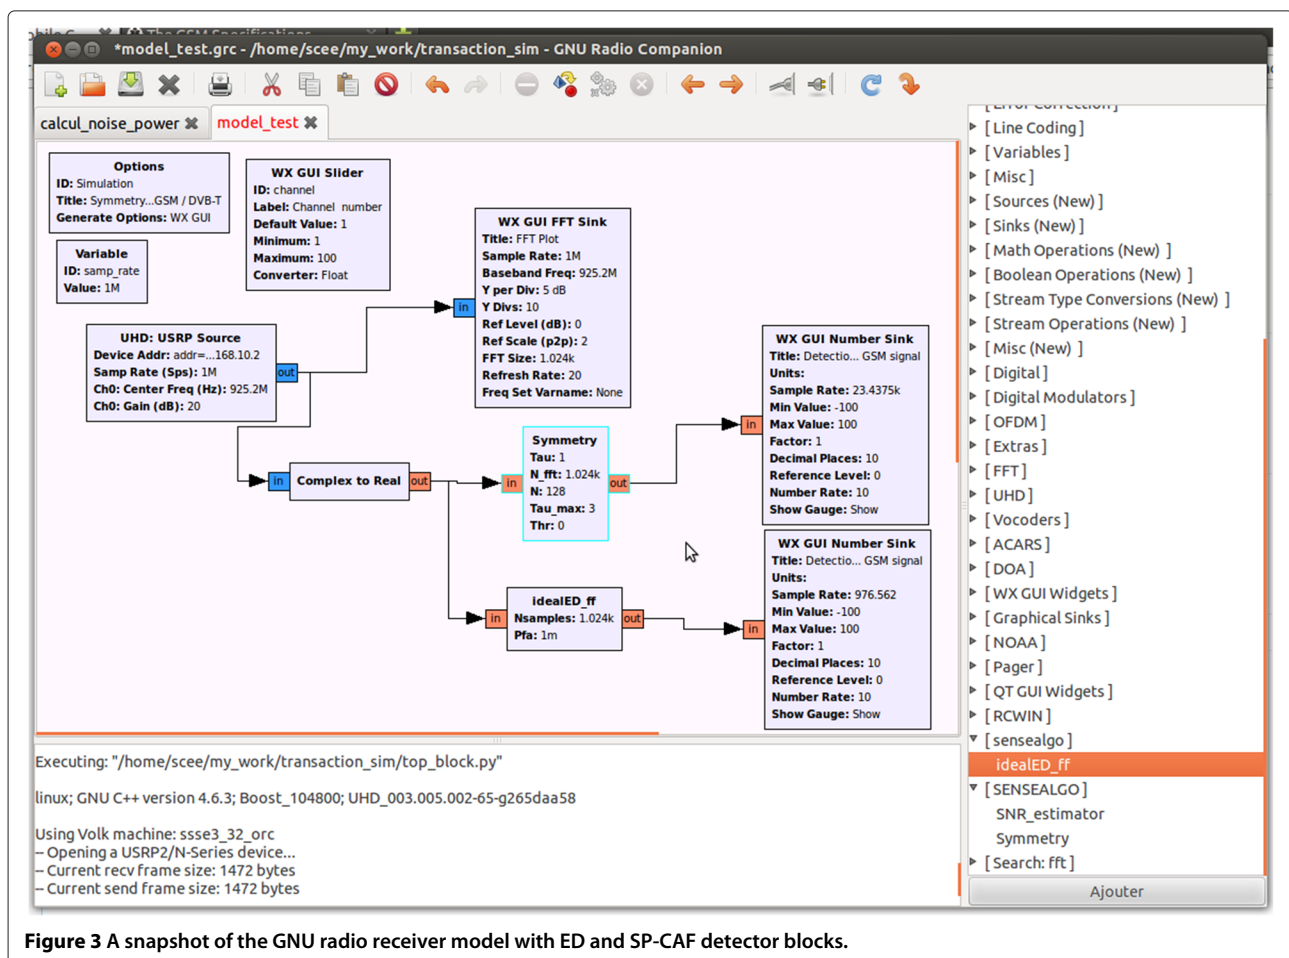 The GSM Specifications
*model_test.grc - /home/scee/my_work/transaction_sim - GNU Radio Companion
calcul_noise_power
model_test
Options
ID: Simulation
Title: Symmetry...GSM / DVB-T
Generate Options: WX GUI
Variable
ID: samp_rate
Value: 1M
WX GUI Slider
ID: channel
Label: Channel number
Default Value: 1
Minimum: 1
Maximum: 100
Converter: Float
WX GUI FFT Sink
Title: FFT Plot
Sample Rate: 1M
Baseband Freq: 925.2M
Y per Div: 5 dB
Y Divs: 10
Ref Level (dB): 0
Ref Scale (p2p): 2
FFT Size: 1.024k
Refresh Rate: 20
Freq Set Varname: None
in
UHD: USRP Source
Device Addr: addr=...168.10.2
Samp Rate (Sps): 1M
Ch0: Center Freq (Hz): 925.2M
Ch0: Gain (dB): 20
out
in
Complex to Real
out
in
Symmetry
Tau: 1
N_fft: 1.024k
N: 128
Tau_max: 3
Thr: 0
out
in
WX GUI Number Sink
Title: Detectio... GSM signal
Units:
Sample Rate: 23.4375k
Min Value: -100
Max Value: 100
Factor: 1
Decimal Places: 10
Reference Level: 0
Number Rate: 10
Show Gauge: Show
in
idealED_ff
Nsamples: 1.024k
Pfa: 1m
out
in
WX GUI Number Sink
Title: Detectio... GSM signal
Units:
Sample Rate: 976.562
Min Value: -100
Max Value: 100
Factor: 1
Decimal Places: 10
Reference Level: 0
Number Rate: 10
Show Gauge: Show
[ Error Correction ]
[ Line Coding ]
[ Variables ]
[ Misc ]
[ Sources (New) ]
[ Sinks (New) ]
[ Math Operations (New) ]
[ Boolean Operations (New) ]
[ Stream Type Conversions (New) ]
[ Stream Operations (New) ]
[ Misc (New) ]
[ Digital ]
[ Digital Modulators ]
[ OFDM ]
[ Extras ]
[ FFT ]
[ UHD ]
[ Vocoders ]
[ ACARS ]
[ DOA ]
[ WX GUI Widgets ]
[ Graphical Sinks ]
[ NOAA ]
[ Pager ]
[ QT GUI Widgets ]
[ RCWIN ]
[ sensealgo ]
idealED_ff
[ SENSEALGO ]
SNR_estimator
Symmetry
[ Search: fft ]
Ajouter
Executing: "/home/scee/my_work/transaction_sim/top_block.py"
linux; GNU C++ version 4.6.3; Boost_104800; UHD_003.005.002-65-g265daa58
Using Volk machine: ssse3_32_orc
-- Opening a USRP2/N-Series device...
-- Current recv frame size: 1472 bytes
-- Current send frame size: 1472 bytes
Figure 3 A snapshot of the GNU radio receiver model with ED and SP-CAF detector blocks.